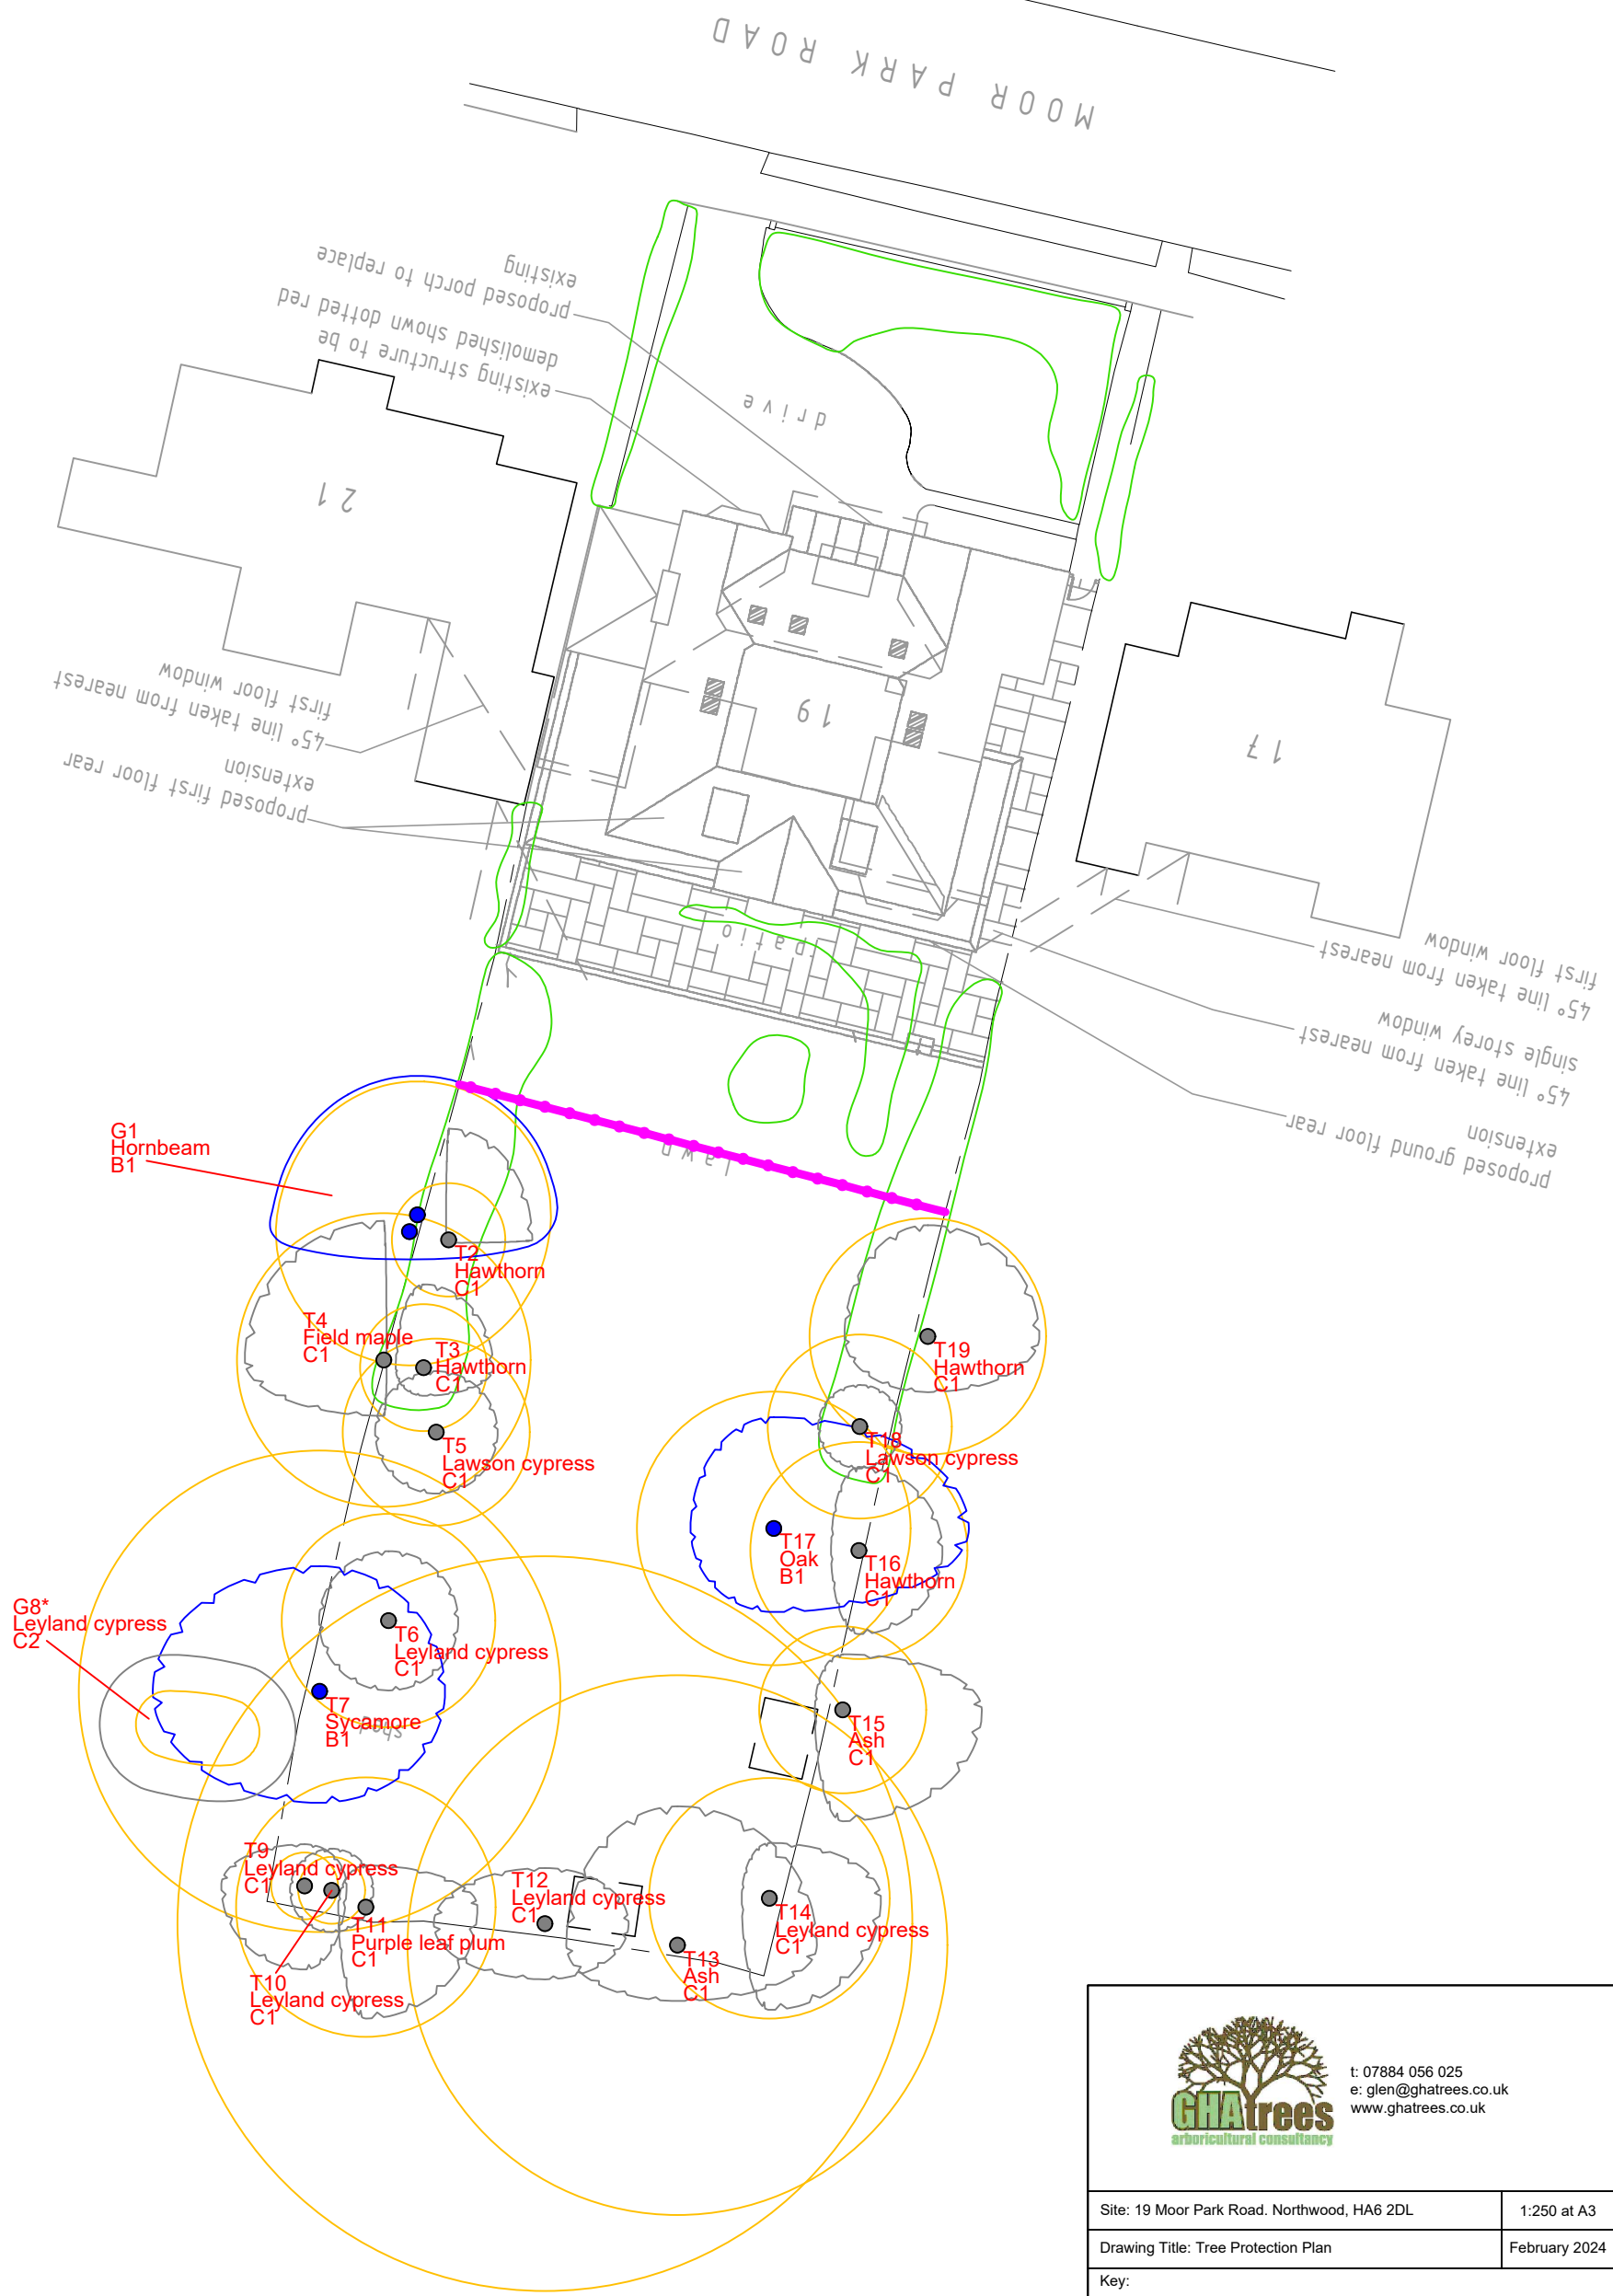 MOOR PARK ROAD
proposed porch to replace
existing
existing structure to be
demolished shown dotted red
drive
21
19
17
45° line taken from nearest
first floor window
proposed first floor rear
extension
patio
45° line taken from nearest
first floor window
45° line taken from nearest
single storey window
proposed ground floor rear
extension
lawn
G1
Hornbeam
B1
T2
Hawthorn
C1
T4
Field maple
C1
T3
Hawthorn
C1
T19
Hawthorn
C1
T5
Lawson cypress
C1
T18
Lawson cypress
C1
T17
Oak
B1
T16
Hawthorn
C1
G8*
Leyland cypress
C2
T6
Leyland cypress
C1
T7
Sycamore
B1
shed
T15
Ash
C1
T9
Leyland cypress
C1
T12
Leyland cypress
C1
T11
Purple leaf plum
C1
T14
Leyland cypress
C1
T13
Ash
C1
T10
Leyland cypress
C1
GHAtrees
arboricultural consultancy
t: 07884 056 025
e: glen@ghatrees.co.uk
www.ghatrees.co.uk
Site: 19 Moor Park Road. Northwood, HA6 2DL
1:250 at A3
Drawing Title: Tree Protection Plan
February 2024
Key: